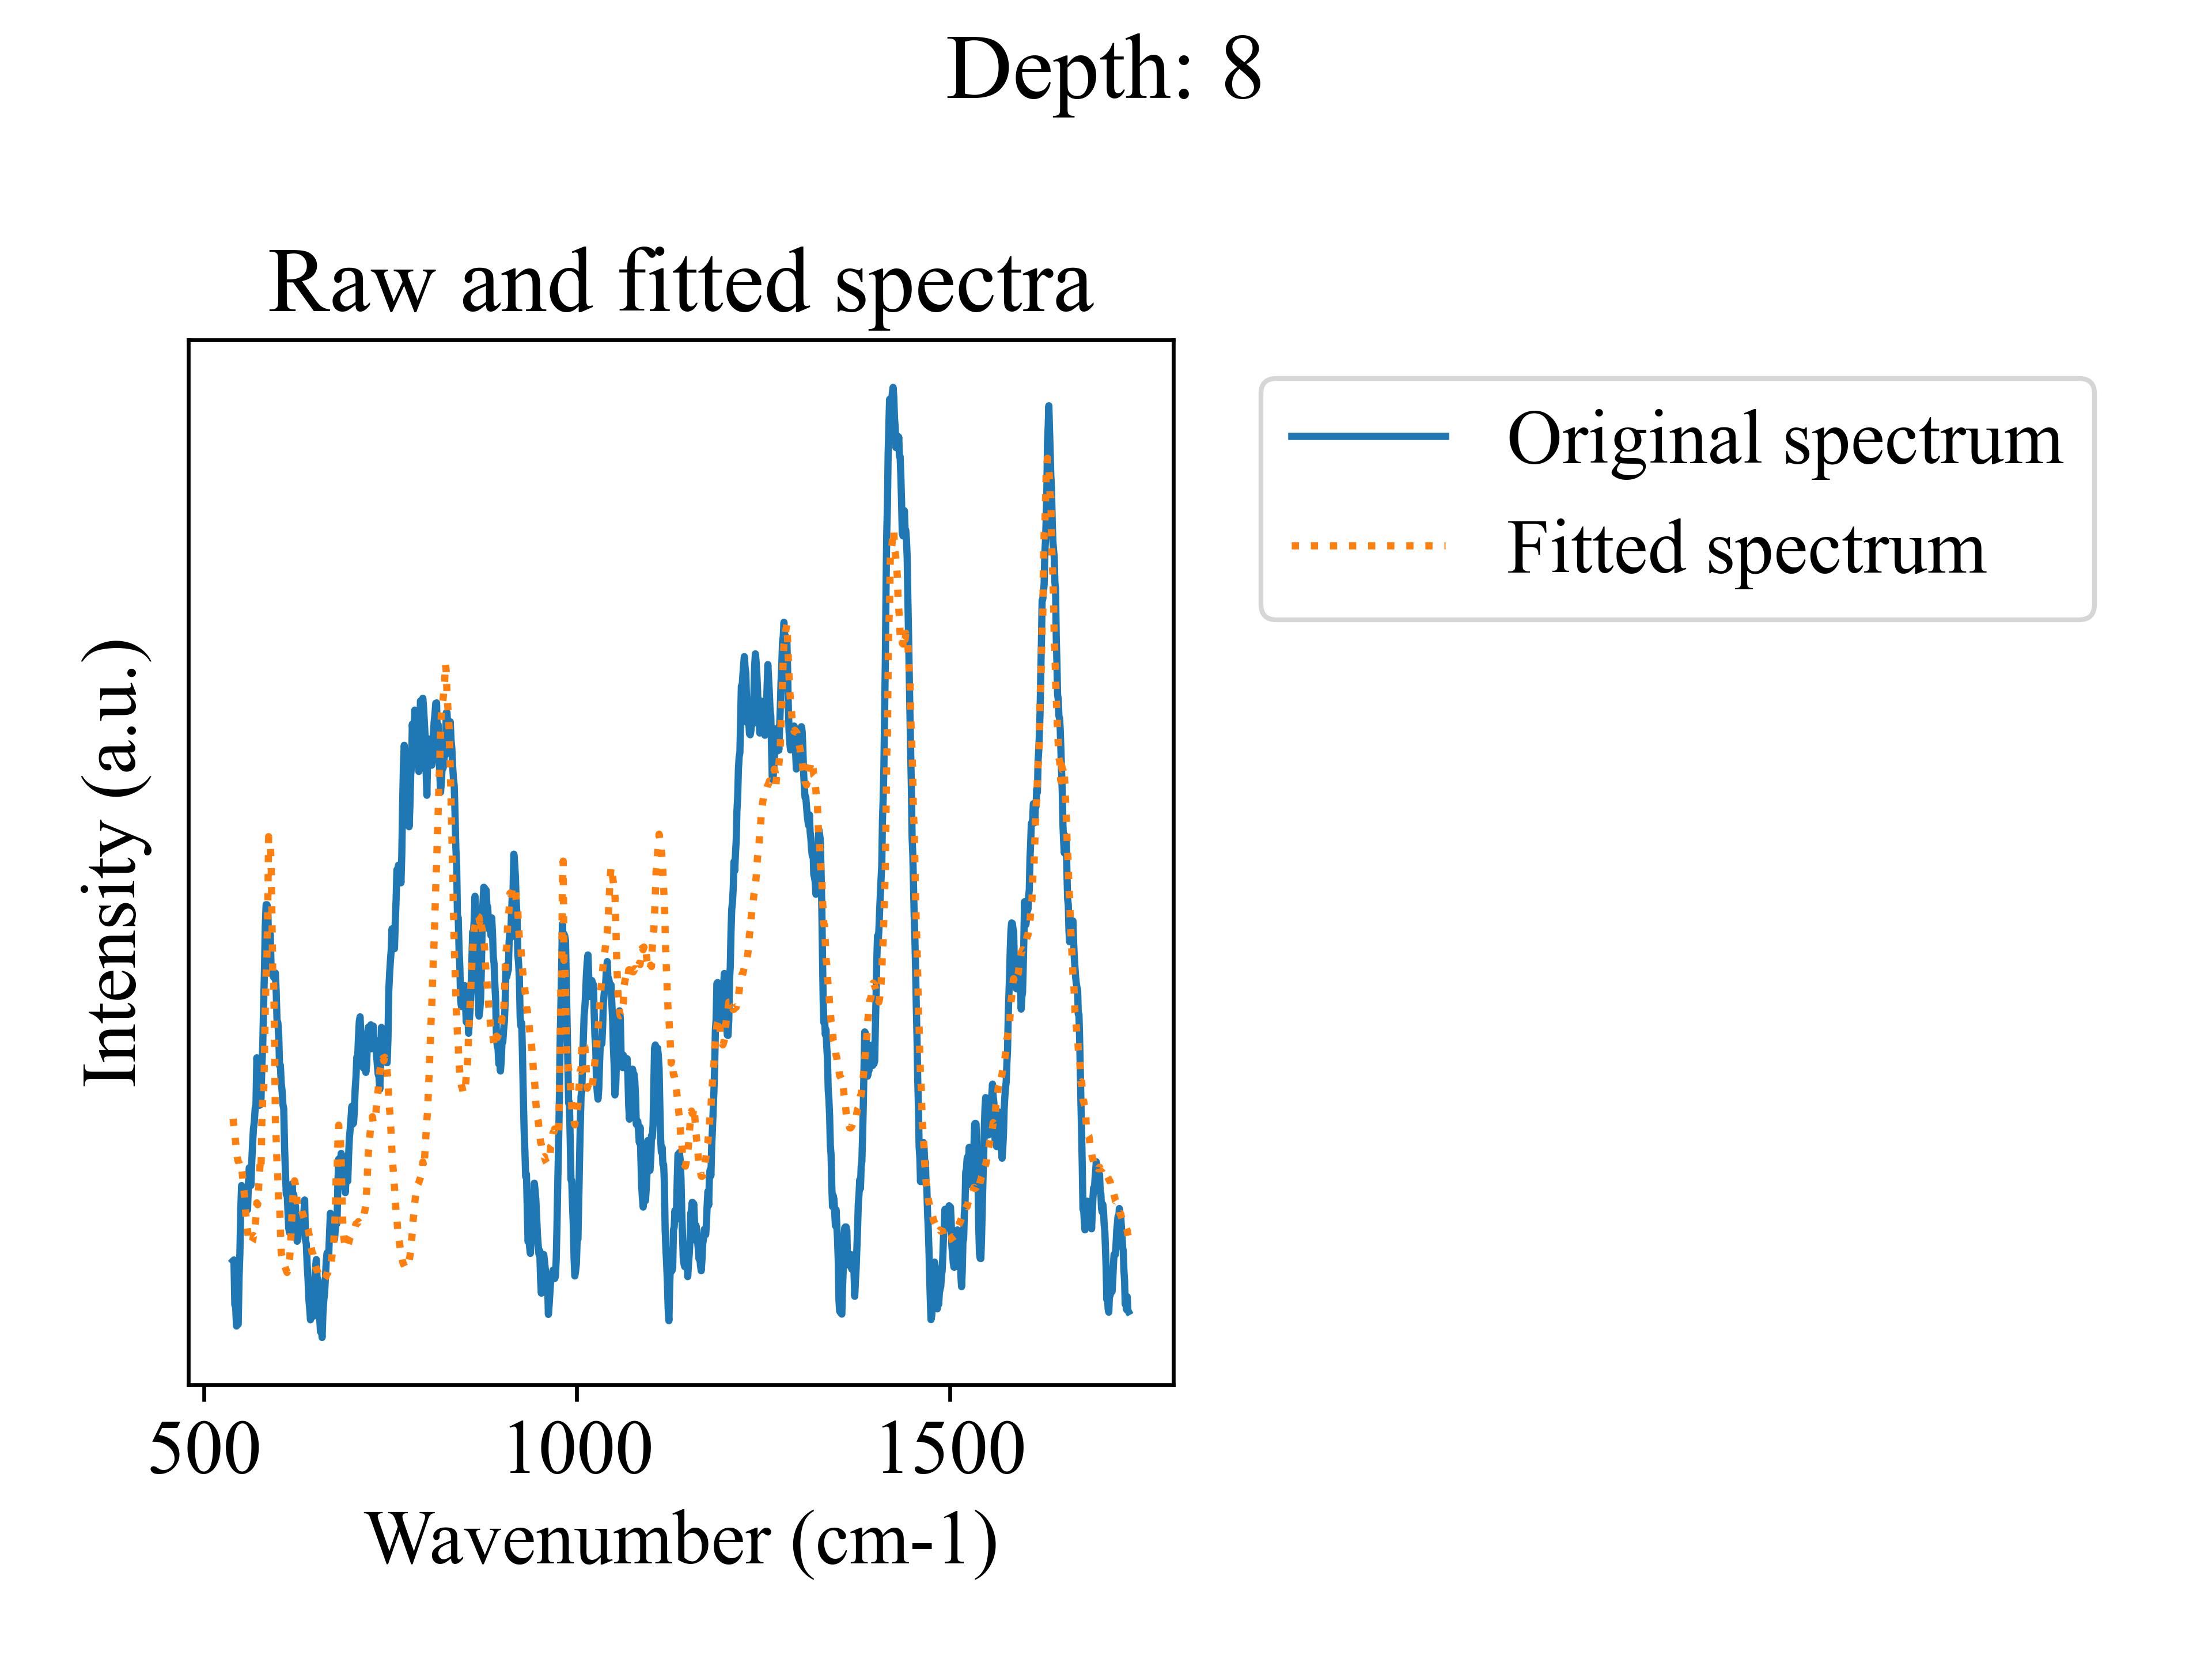 Depth: 8
Raw and fitted spectra
Original spectrum
Fitted spectrum
Intensity (a.u.)
500 1000 1500
Wavenumber (cm-1)